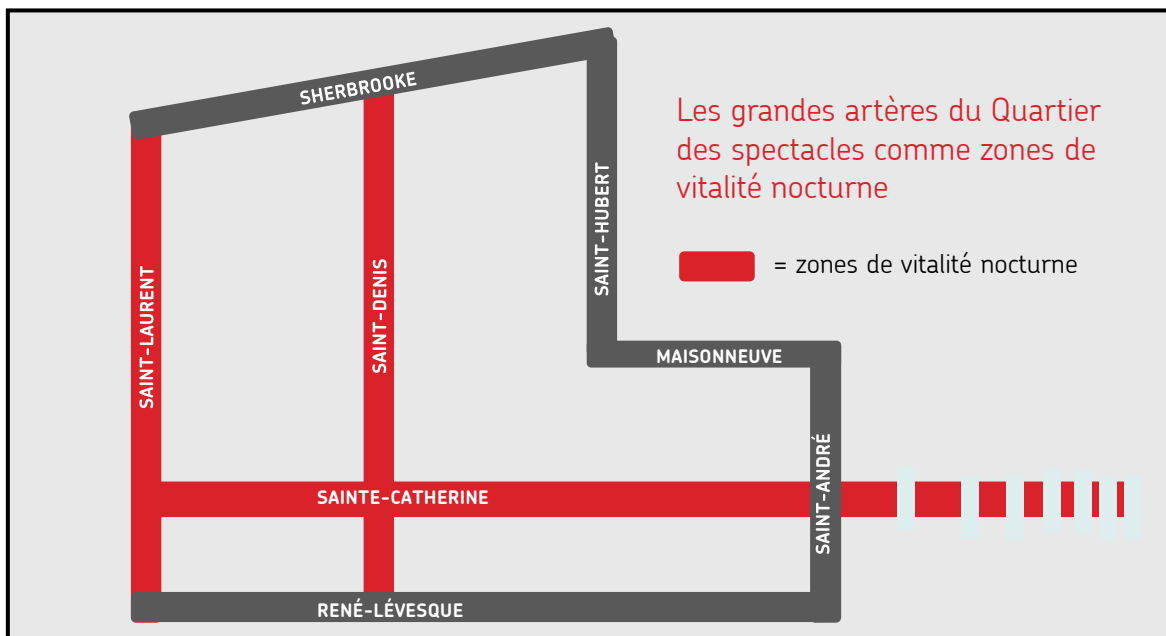 SHERBROOKE
Les grandes artères du Quartier
des spectacles comme zones de
vitalité nocturne
= zones de vitalité nocturne
SAINT-LAURENT
SAINT-DENIS
SAINT-HUBERT
MAISONNEUVE
SAINTE-CATHERINE
SAINT-ANDRÉ
RENÉ-LÉVESQUE